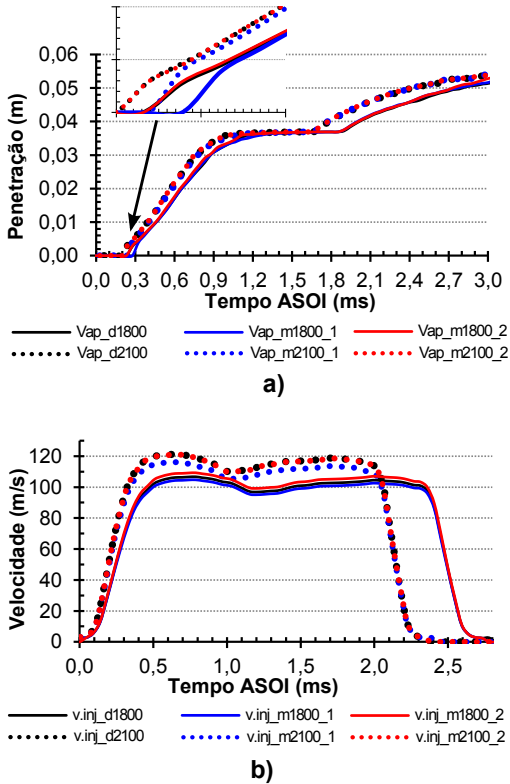 Penetração (m)
0,06
0,05
0,04
0,03
0,02
0,01
0,00
0,0 0,3 0,6 0,9 1,2 1,5 1,8 2,1 2,4 2,7 3,0
Tempo ASOI (ms)
Vap_d1800 Vap_m1800_1 Vap_m1800_2
Vap_d2100 Vap_m2100_1 Vap_m2100_2
a)
Velocidade (m/s)
120
100
80
60
40
20
0
0,0 0,5 1,0 1,5 2,0 2,5
Tempo ASOI (ms)
v.inj_d1800 v.inj_m1800_1 v.inj_m1800_2
v.inj_d2100 v.inj_m2100_1 v.inj_m2100_2
b)